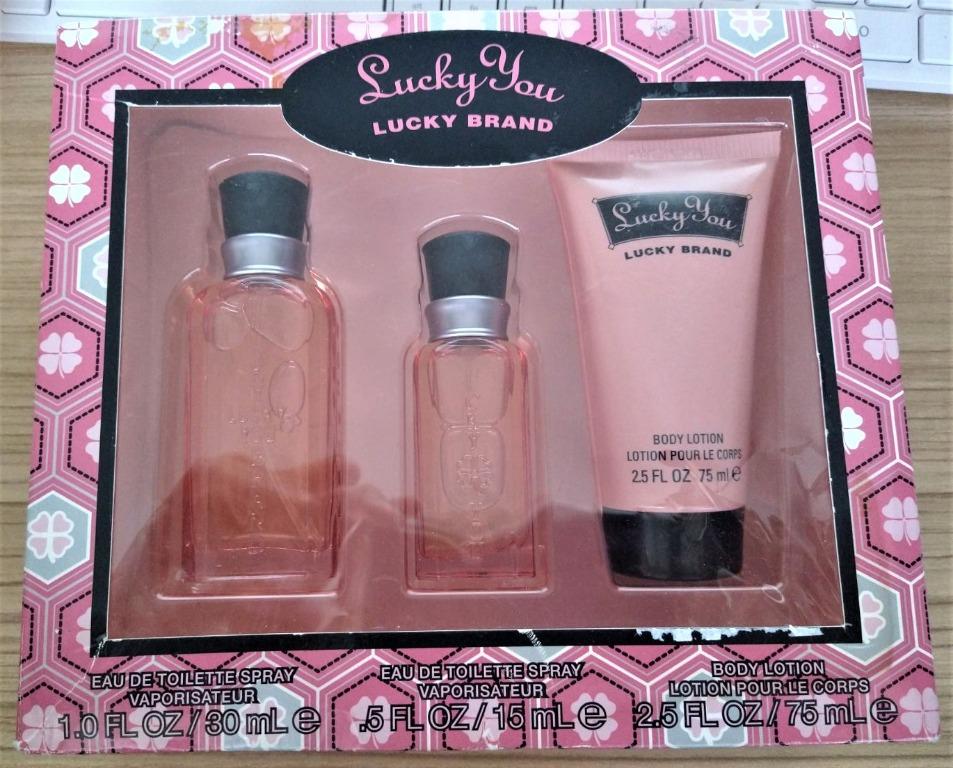 Lucky You
LUCKY BRAND
Lucky You
LUCKY BRAND
BODY LOTION
LOTION POUR LE CORPS
2.5 FL OZ 75 ml e
EAU DE TOILETTE SPRAY
VAPORISATEUR
1.0 FL OZ / 30 mL e
EAU DE TOILETTE SPRAY
VAPORISATEUR
.5 FL OZ / 15 mL e
BODY LOTION
LOTION POUR LE CORPS
2.5 FL OZ / 75 mL e